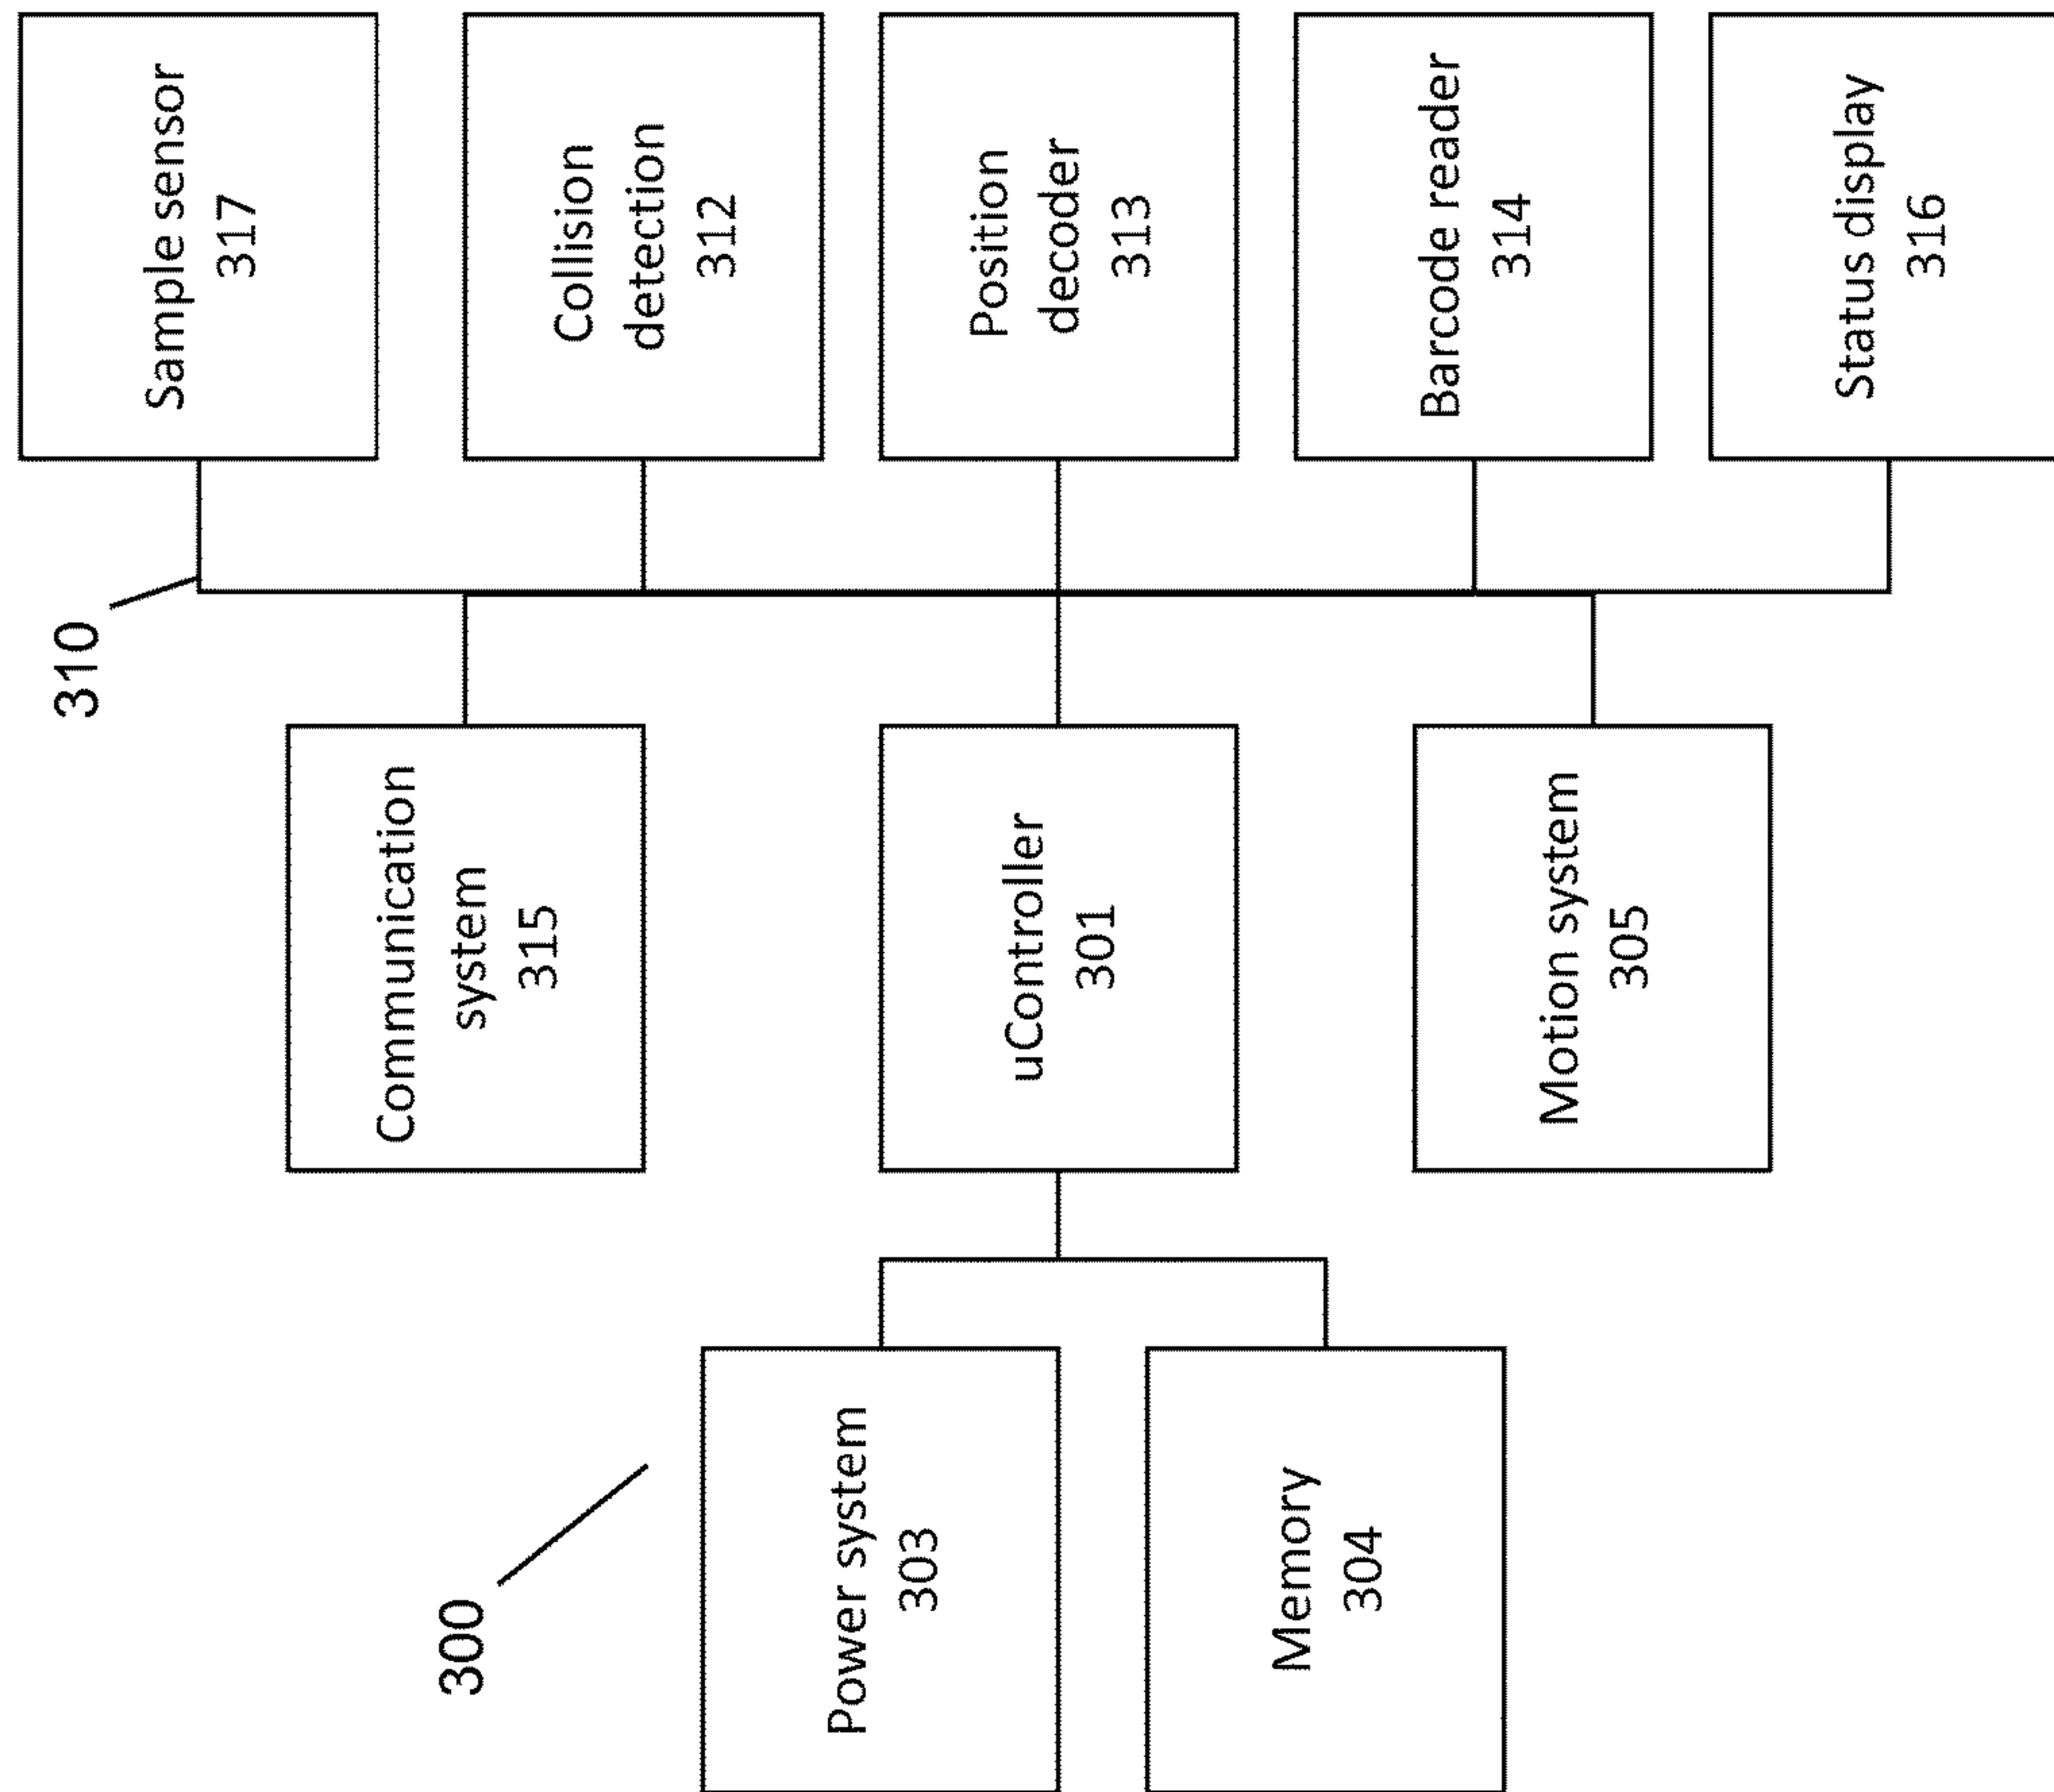 310
300
Power system
303
Memory
304
Communication
system
315
uController
301
Motion system
305
Sample sensor
317
Collision
detection
312
Position
decoder
313
Barcode reader
314
Status display
316